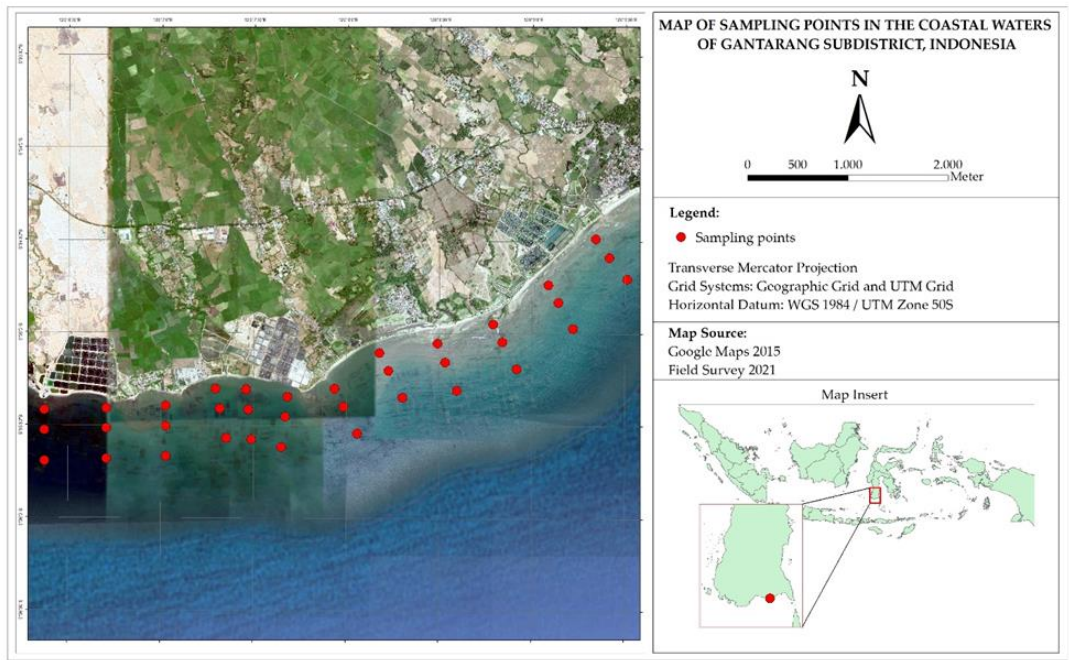 MAP OF SAMPLING POINTS IN THE COASTAL WATERS
OF GANTARANG SUBDISTRICT, INDONESIA
N
0 500 1.000 2.000
Meter
Legend:
Sampling points
Transverse Mercator Projection
Grid Systems: Geographic Grid and UTM Grid
Horizontal Datum: WGS 1984 / UTM Zone 50S
Map Source:
Google Maps 2015
Field Survey 2021
Map Insert